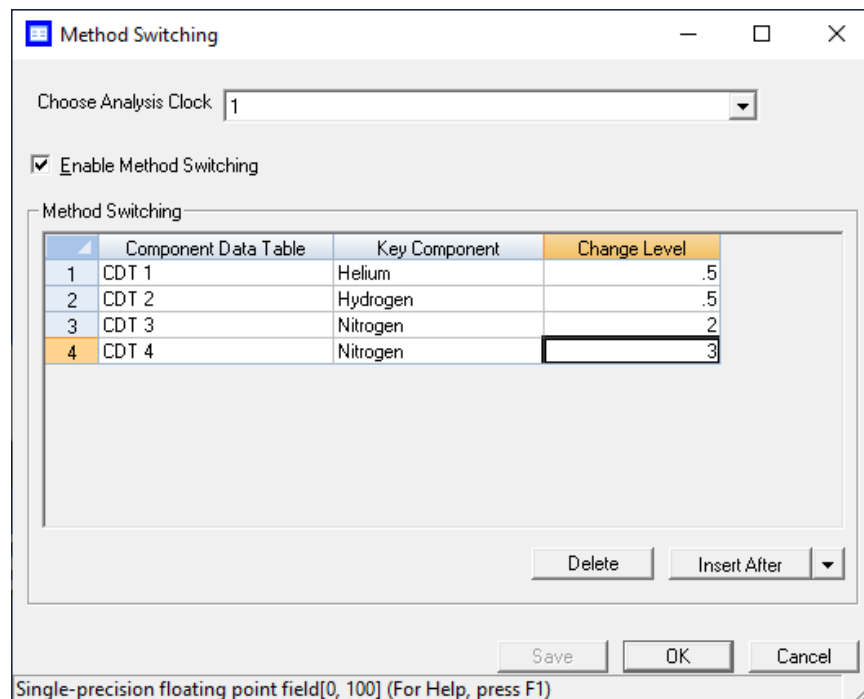 Method Switching
Choose Analysis Clock 1
Enable Method Switching
Method Switching
Component Data Table Key Component Change Level
1 CDT 1 Helium .5
2 CDT 2 Hydrogen .5
3 CDT 3 Nitrogen 2
4 CDT 4 Nitrogen 3
Delete Insert After
Save OK Cancel
Single-precision floating point field[0, 100] (For Help, press F1)